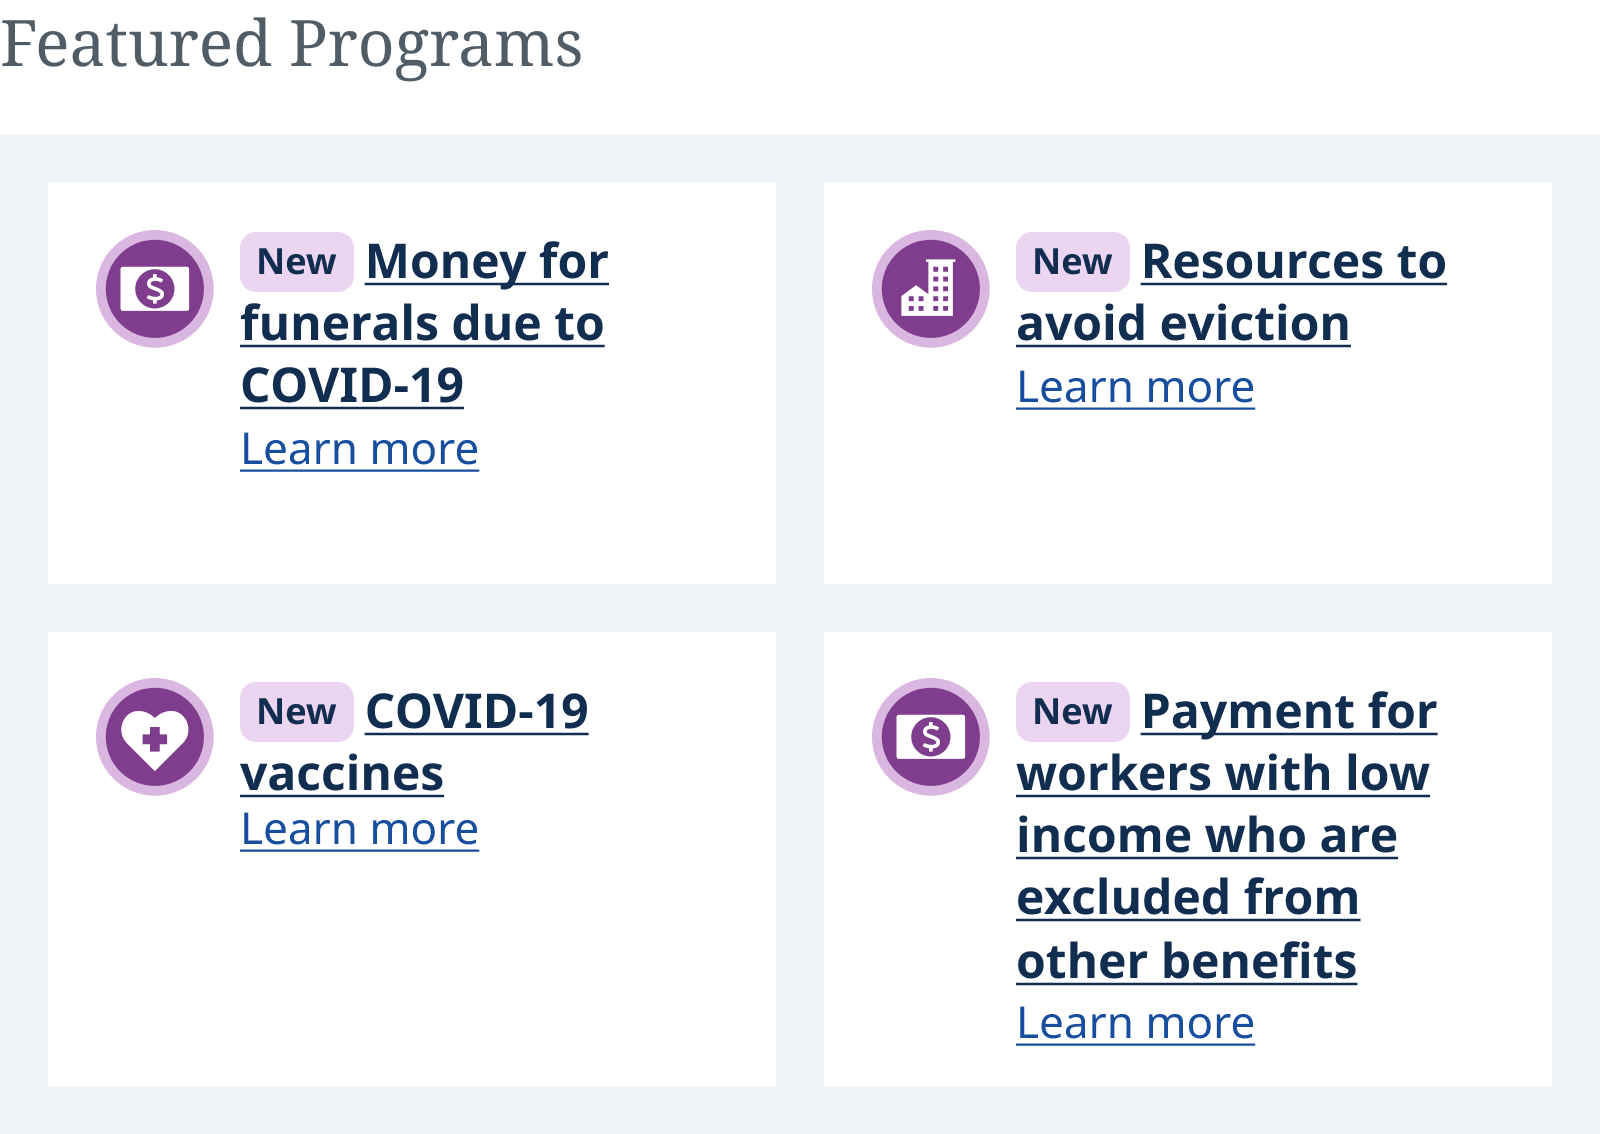 Featured Programs
New Money for
funerals due to
COVID-19
Learn more
New Resources to
avoid eviction
Learn more
New COVID-19
vaccines
Learn more
New Payment for
workers with low
income who are
excluded from
other benefits
Learn more